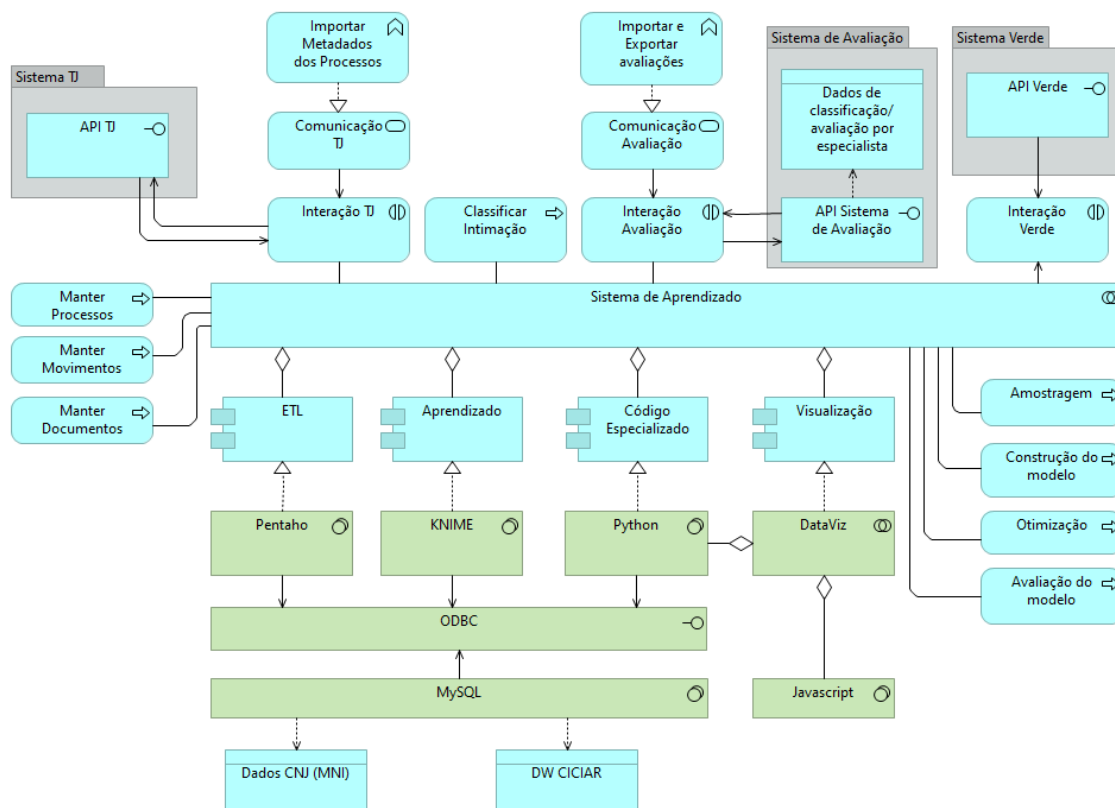 Importar
Metadados
dos Processos
Importar e
Exportar
avaliações
Sistema de Avaliação
Sistema Verde
Sistema TJ
Dados de
classificação/
avaliação por
especialista
API Verde
API TJ
Comunicação
TJ
Comunicação
Avaliação
Interação TJ
Classificar
Intimação
Interação
Avaliação
API Sistema
de Avaliação
Interação
Verde
Manter
Processos
Sistema de Aprendizado
Manter
Movimentos
Manter
Documentos
ETL
Aprendizado
Código
Especializado
Visualização
Amostragem
Construção do
modelo
Otimização
Avaliação do
modelo
Pentaho
KNIME
Python
DataViz
ODBC
MySQL
Javascript
Dados CNJ (MNI)
DW CICIAR